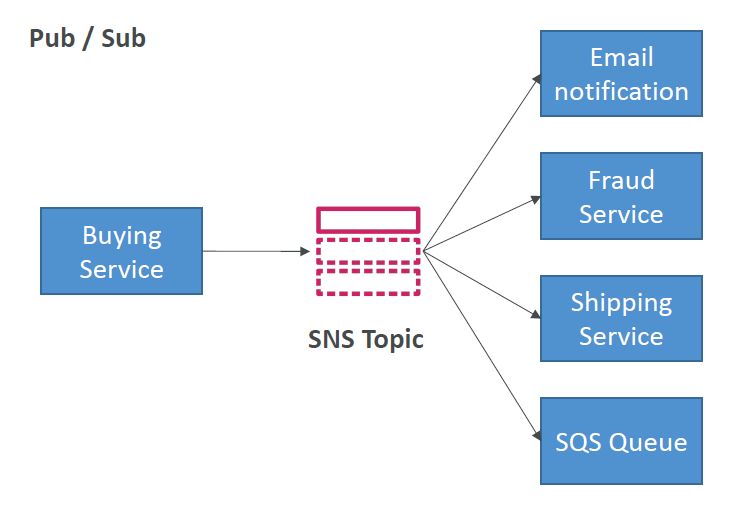 Pub / Sub
Buying
Service
SNS Topic
Email
notification
Fraud
Service
Shipping
Service
SQS Queue